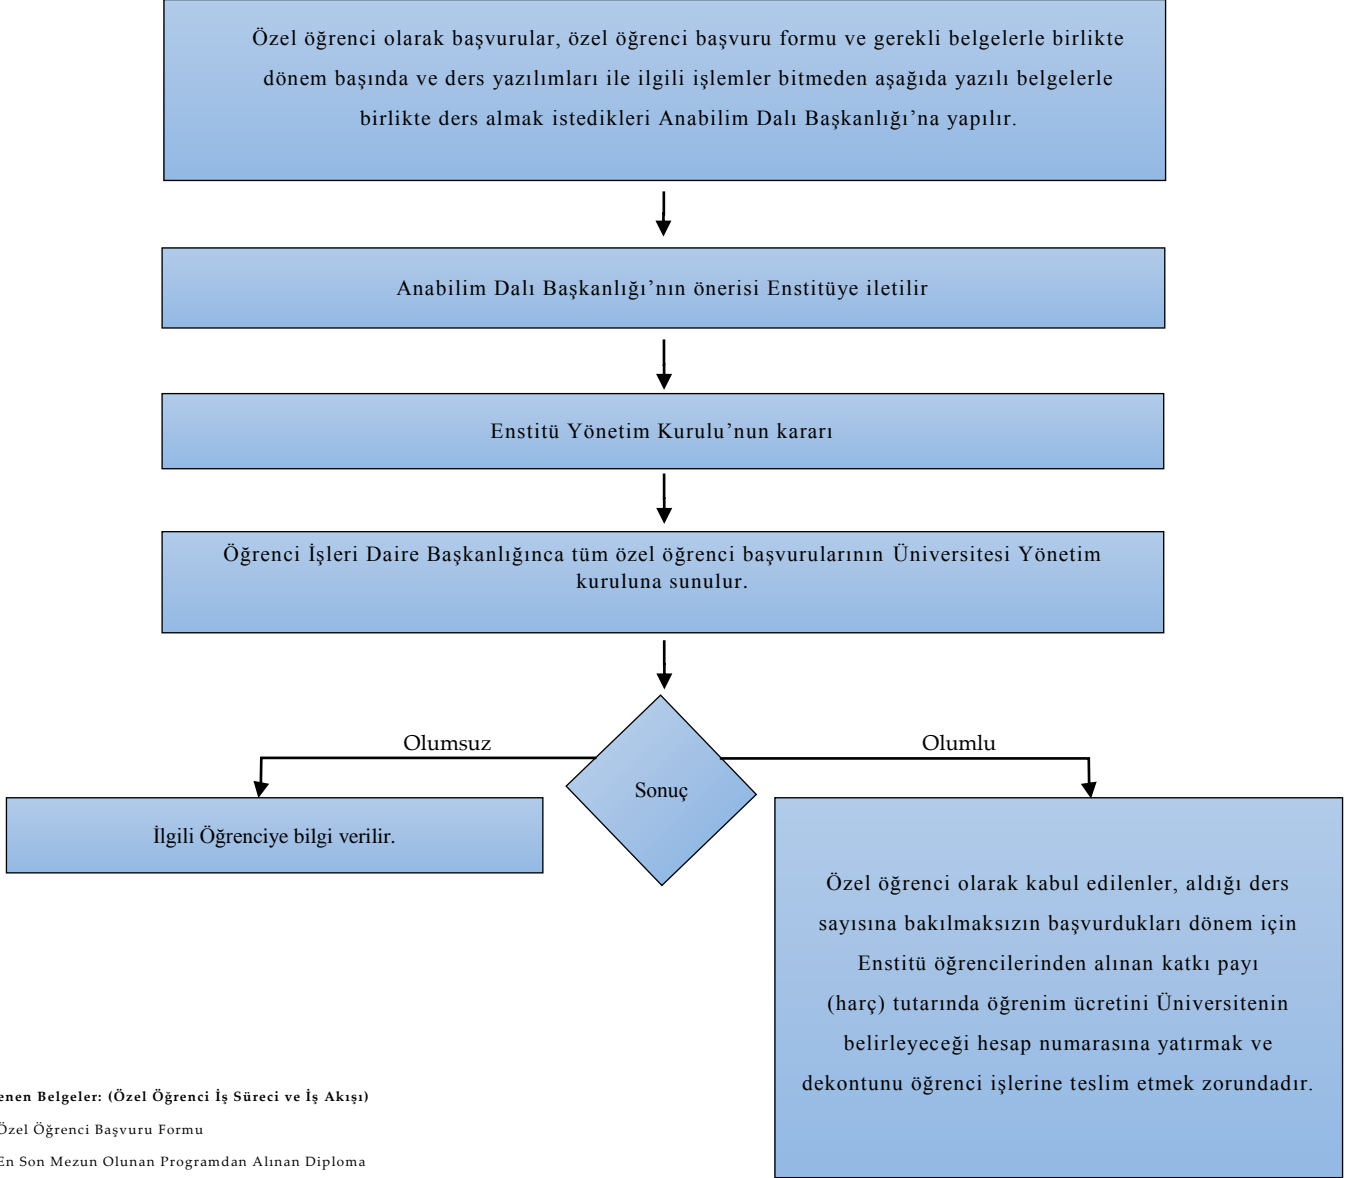 Özel öğrenci olarak başvurular, özel öğrenci başvuru formu ve gerekli belgelerle birlikte
dönem başında ve ders yazılımları ile ilgili işlemler bitmeden aşağıda yazılı belgelerle
birlikte ders almak istedikleri Anabilim Dalı Başkanlığı’na yapılır.
Anabilim Dalı Başkanlığı’nın önerisi Enstitüye iletilir
Enstitü Yönetim Kurulu’nun kararı
Öğrenci İşleri Daire Başkanlığınca tüm özel öğrenci başvurularının Üniversitesi Yönetim
kuruluna sunulur.
Olumsuz
Olumlu
Sonuç
İlgili Öğrenciye bilgi verilir.
Özel öğrenci olarak kabul edilenler, aldığı ders
sayısına bakılmaksızın başvurdukları dönem için
Enstitü öğrencilerinden alınan katkı payı
(harç) tutarında öğrenim ücretini Üniversitenin
belirleyeceği hesap numarasına yatırmak ve
dekontunu öğrenci işlerine teslim etmek zorundadır.
enen Belgeler: (Özel Öğrenci İş Süreci ve İş Akışı)
Özel Öğrenci Başvuru Formu
En Son Mezun Olunan Programdan Alınan Diploma